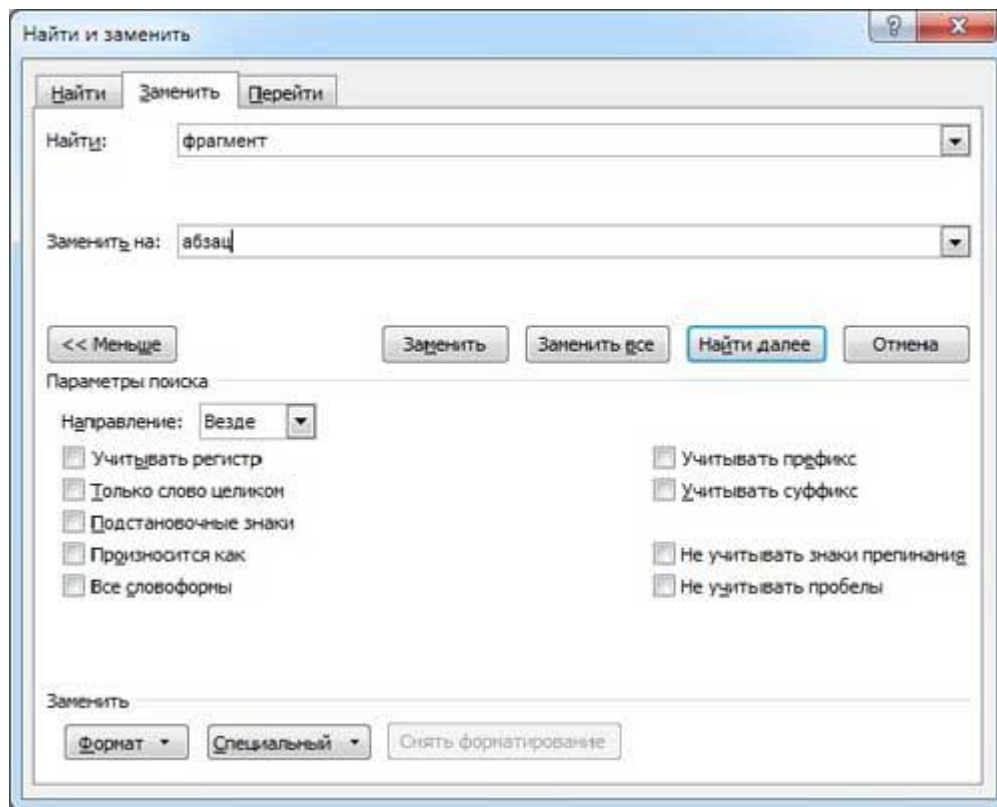 Найти и заменить
Найти Заменить Перейти
Найти: фрагмент
Заменить на: абзац
<< Меньше Заменить Заменить все Найти далее Отмена
Параметры поиска
Направление: Везде
Учитывать регистр Учитывать префикс
Только слово целиком Учитывать суффикс
Подстановочные знаки
Произносится как Не учитывать знаки препинания
Все словоформы Не учитывать пробелы
Заменить
Формат Специальный Снять форматирование